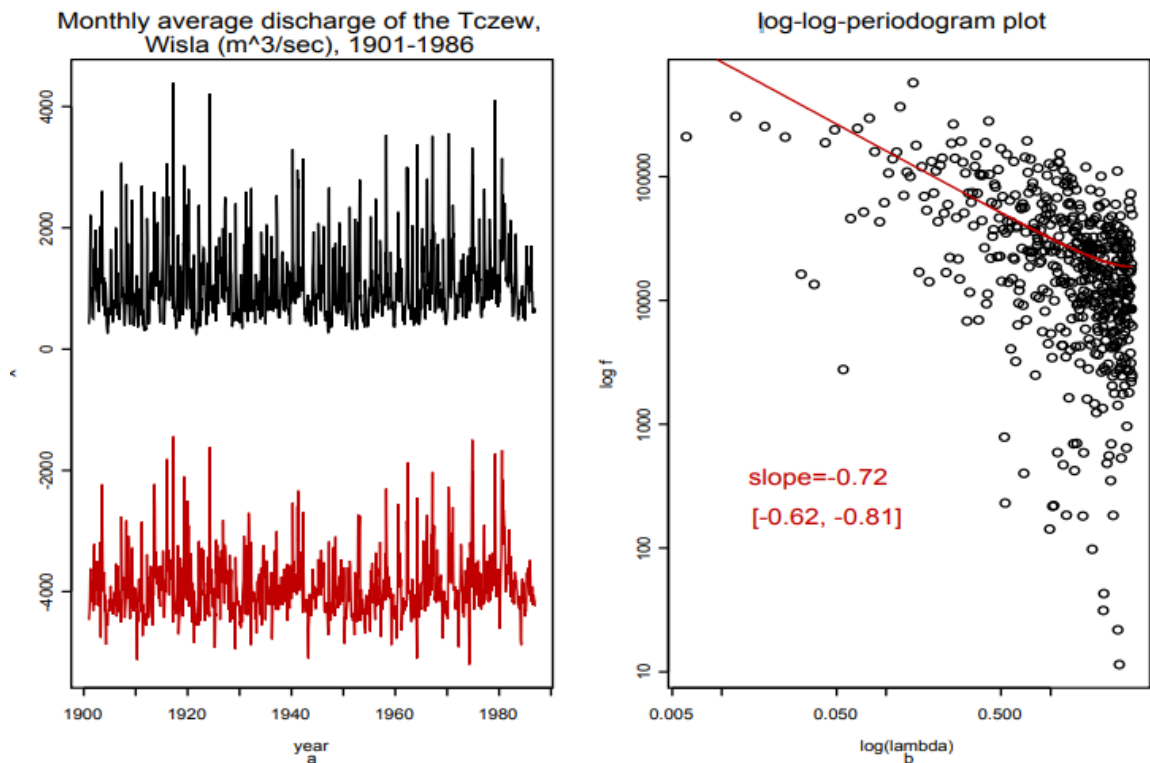 Monthly average discharge of the Tczew,
Wisla (m^3/sec), 1901-1986
4000
2000
0
-2000
-4000
^
1900
1920
1940
1960
1980
year
a
log-log-periodogram plot
100000
10000
1000
100
10
log f
slope=-0.72
[-0.62, -0.81]
0.005
0.050
0.500
log(lambda)
b